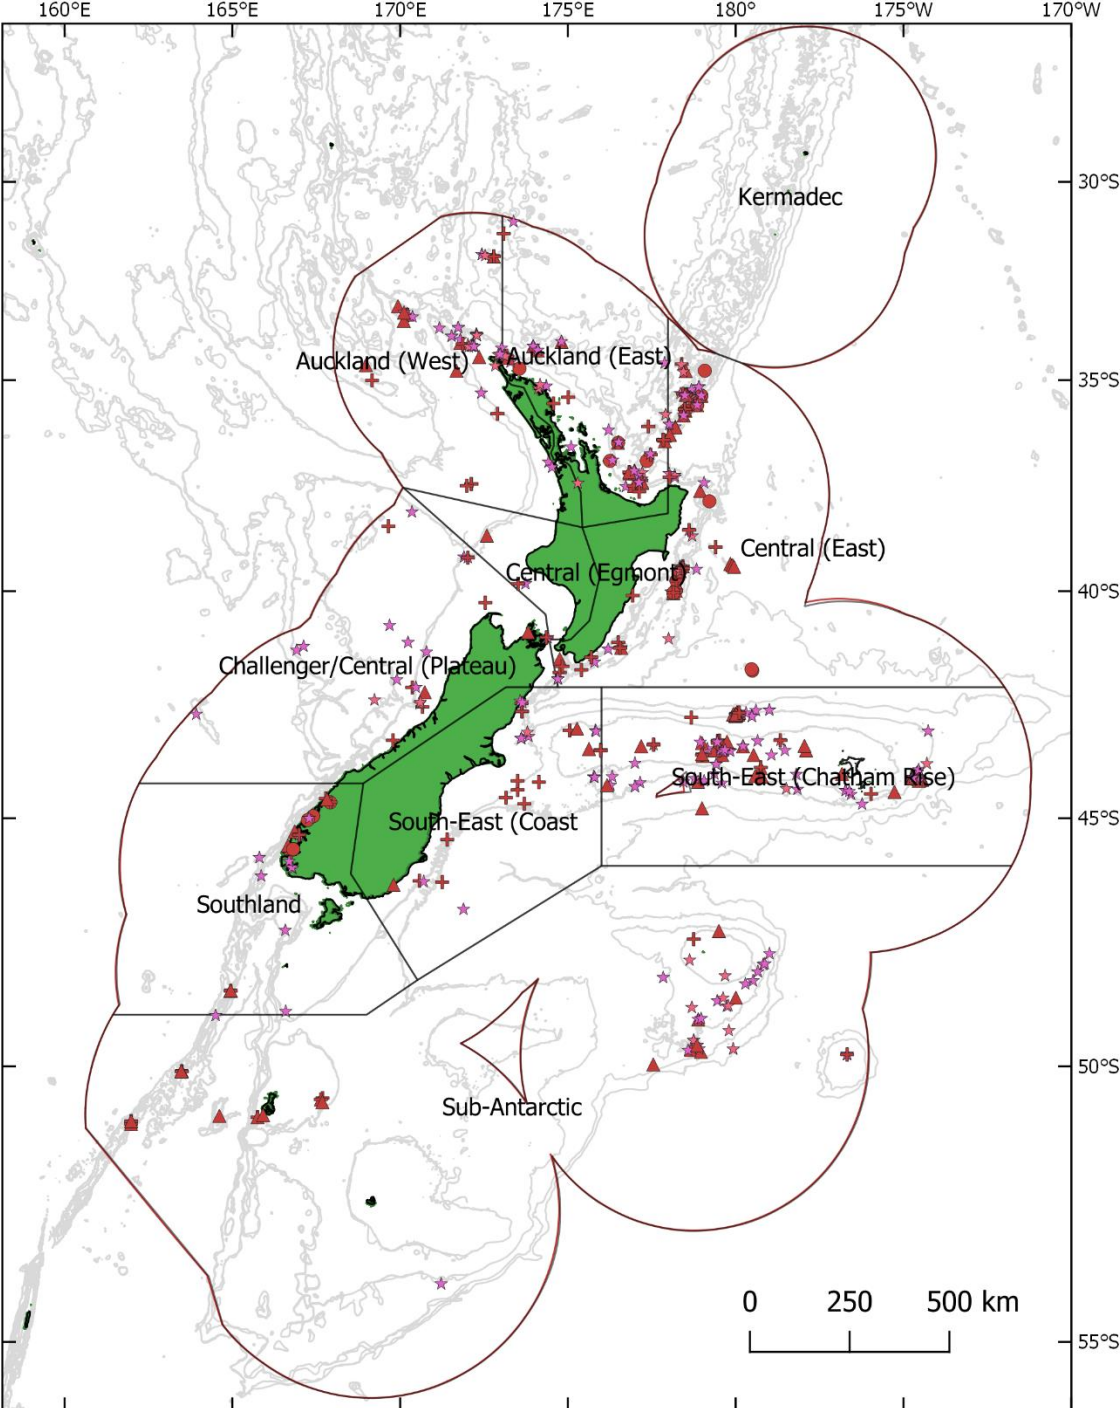 160°E 165°E 170°E 175°E 180° 175°W 170°W
30°S
Kermadec
Auckland (West)
Auckland (East)
35°S
Central (East)
Central (Egmont)
40°S
Challenger/Central (Plateau)
South-East (Chatham Rise)
South-East (Coast
45°S
Southland
50°S
Sub-Antarctic
0 250 500 km
55°S